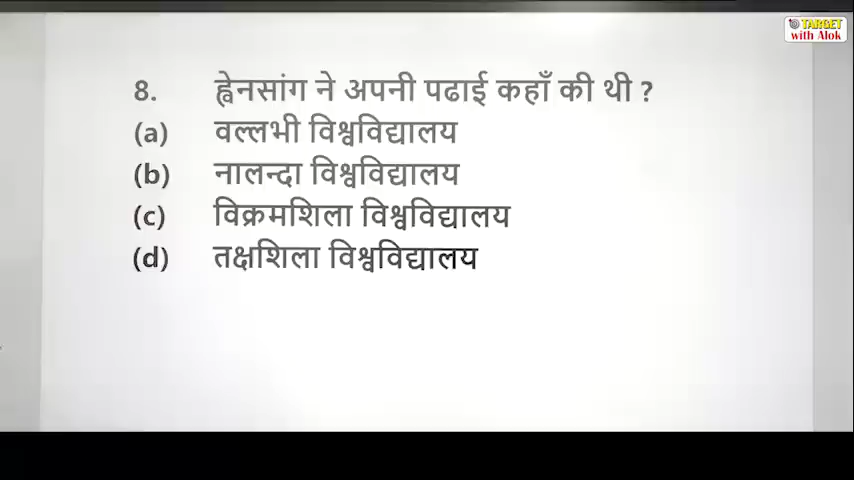 TARGET
with Alok
8. ह्वेनसांग ने अपनी पढाई कहाँ की थी ?
(a) वल्लभी विश्वविद्यालय
(b) नालन्दा विश्वविद्यालय
(c) विक्रमशिला विश्वविद्यालय
(d) तक्षशिला विश्वविद्यालय